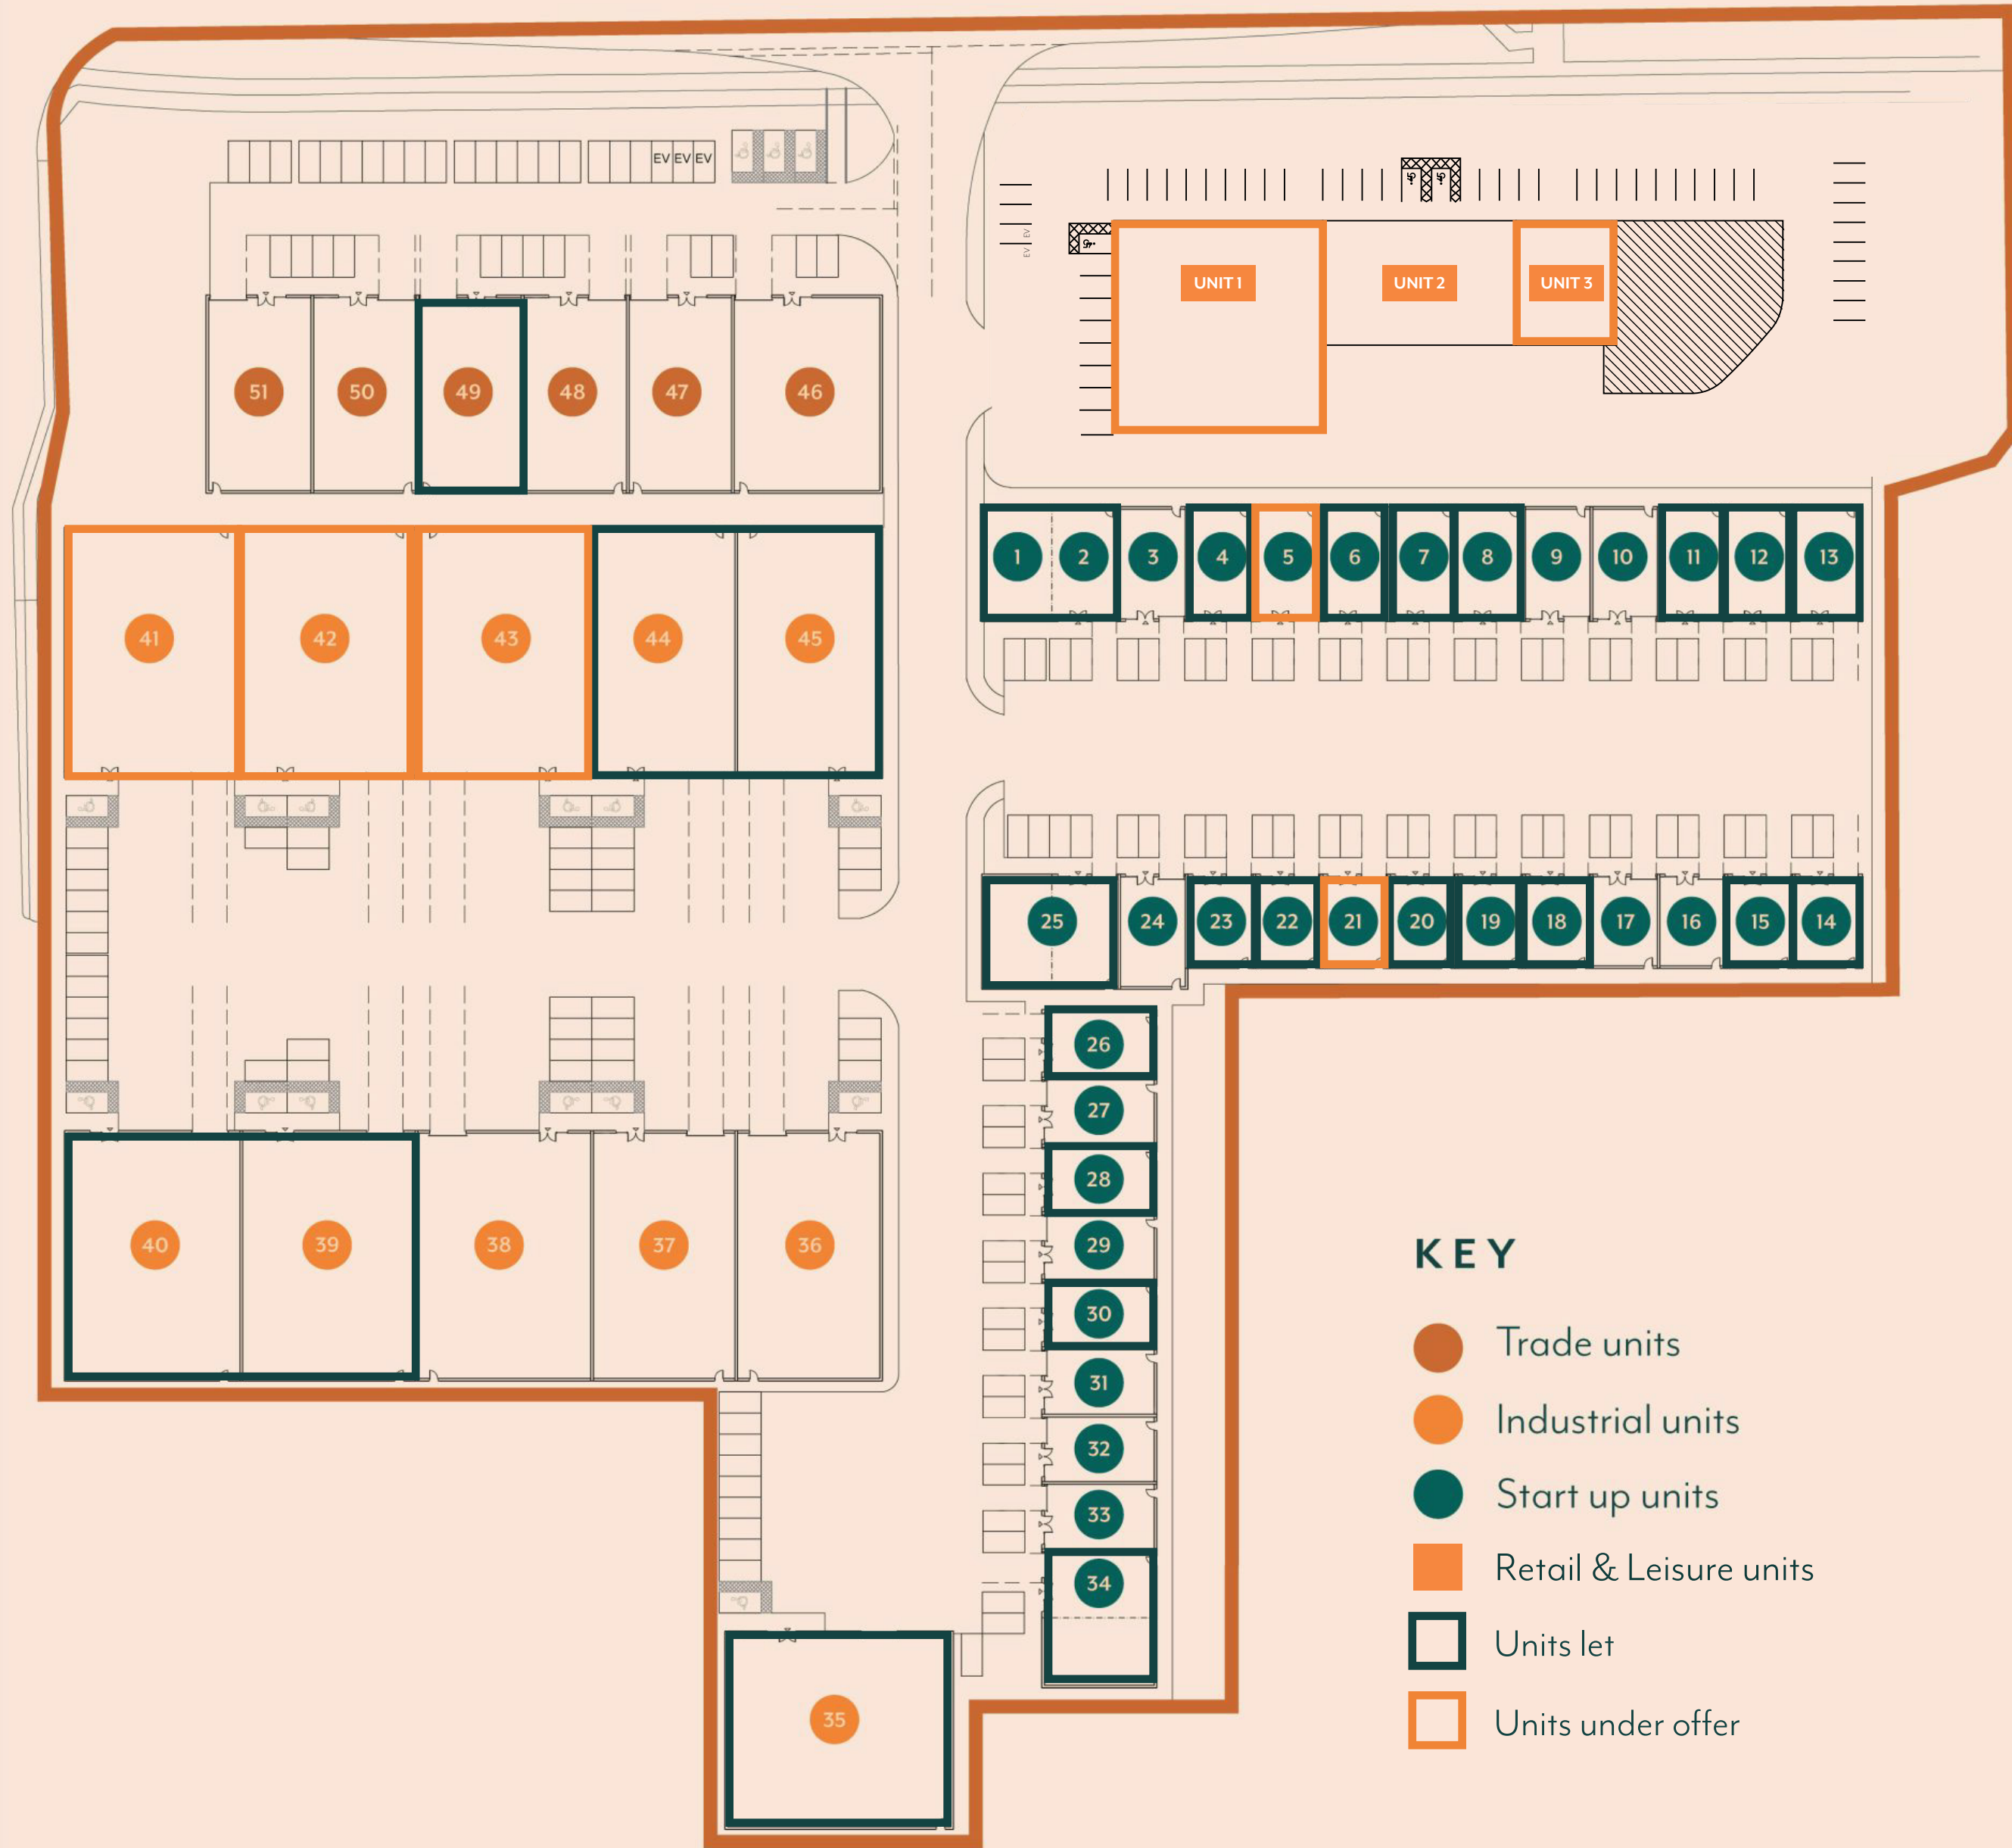 EV EV EV
EV EV
UNIT 1 UNIT 2 UNIT 3
51 50 49 48 47 46
1 2 3 4 5 6 7 8 9 10 11 12 13
41 42 43 44 45
25 24 23 22 21 20 19 18 17 16 15 14
26
27
28
40 39 38 37 36
29
30
31
32
33
34
35
KEY
Trade units
Industrial units
Start up units
Retail & Leisure units
Units let
Units under offer